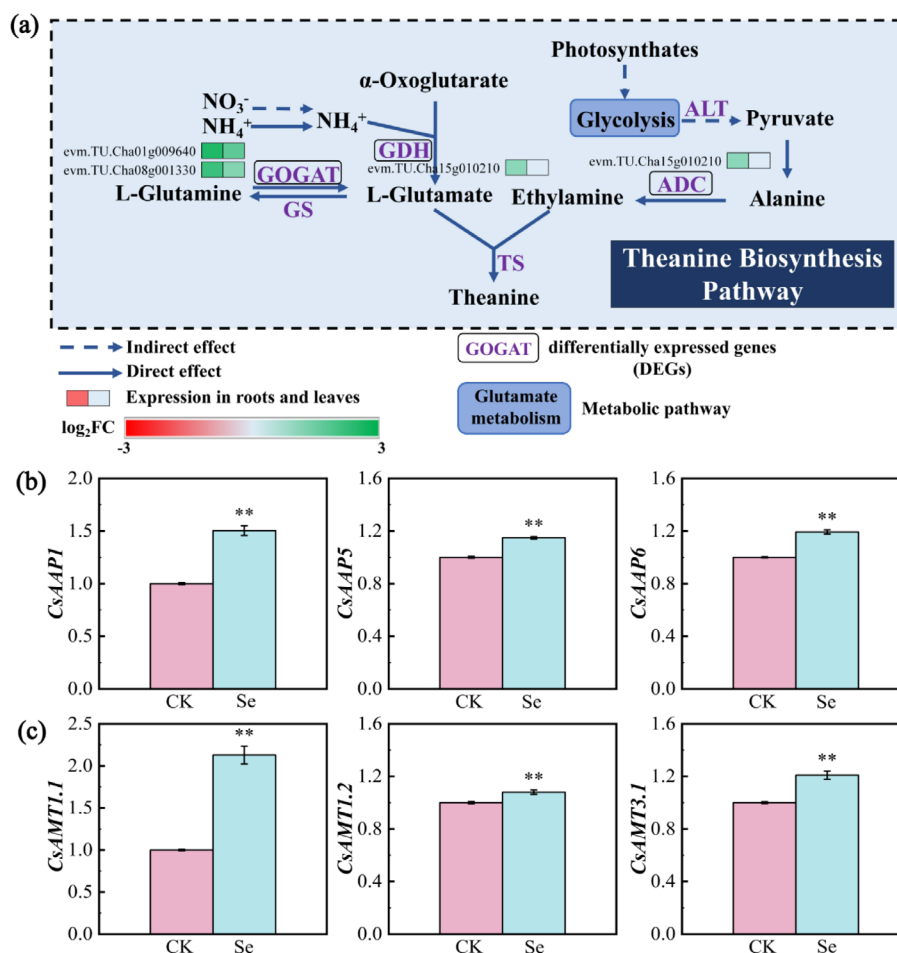 (a)
Photosynthates
α-Oxoglutarate
NO₃⁻
NH₄⁺
NH₄⁺
Glycolysis
ALT
Pyruvate
evm.TU.Cha01g009640
evm.TU.Cha08g001330
GDH
evm.TU.Cha15g010210
evm.TU.Cha15g010210
L-Glutamine
GOGAT
GS
L-Glutamate
Ethylamine
ADC
Alanine
TS
Theanine
Theanine Biosynthesis
Pathway
Indirect effect
Direct effect
Expression in roots and leaves
log₂FC
-3
3
GOGAT
differentially expressed genes
(DEGs)
Glutamate
metabolism
Metabolic pathway
(b)
CsAAP1
2.0
1.5
1.0
0.5
0.0
**
CK Se
CsAAP5
1.6
1.2
0.8
0.4
0.0
**
CK Se
CsAAP6
1.6
1.2
0.8
0.4
0.0
**
CK Se
(c)
CsAMT1.1
2.5
2.0
1.5
1.0
0.5
0.0
**
CK Se
CsAMT1.2
1.6
1.2
0.8
0.4
0.0
**
CK Se
CsAMT3.1
1.6
1.2
0.8
0.4
0.0
**
CK Se